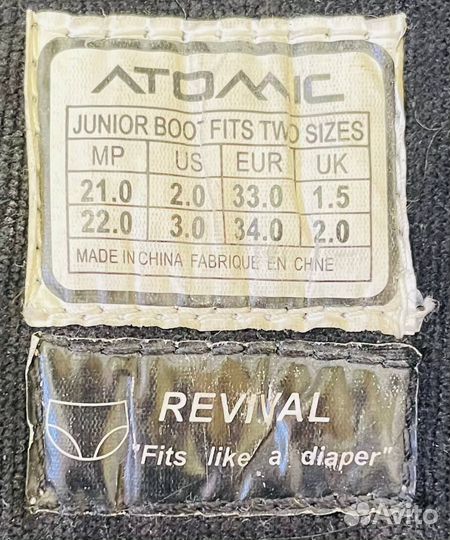 ATOMIC
JUNIOR BOOT FITS TWO SIZES
MP US EUR UK
21.0 2.0 33.0 1.5
22.0 3.0 34.0 2.0
MADE IN CHINA FABRIQUE EN CHNE
REVIVAL
"Fits like a diaper"
Avito